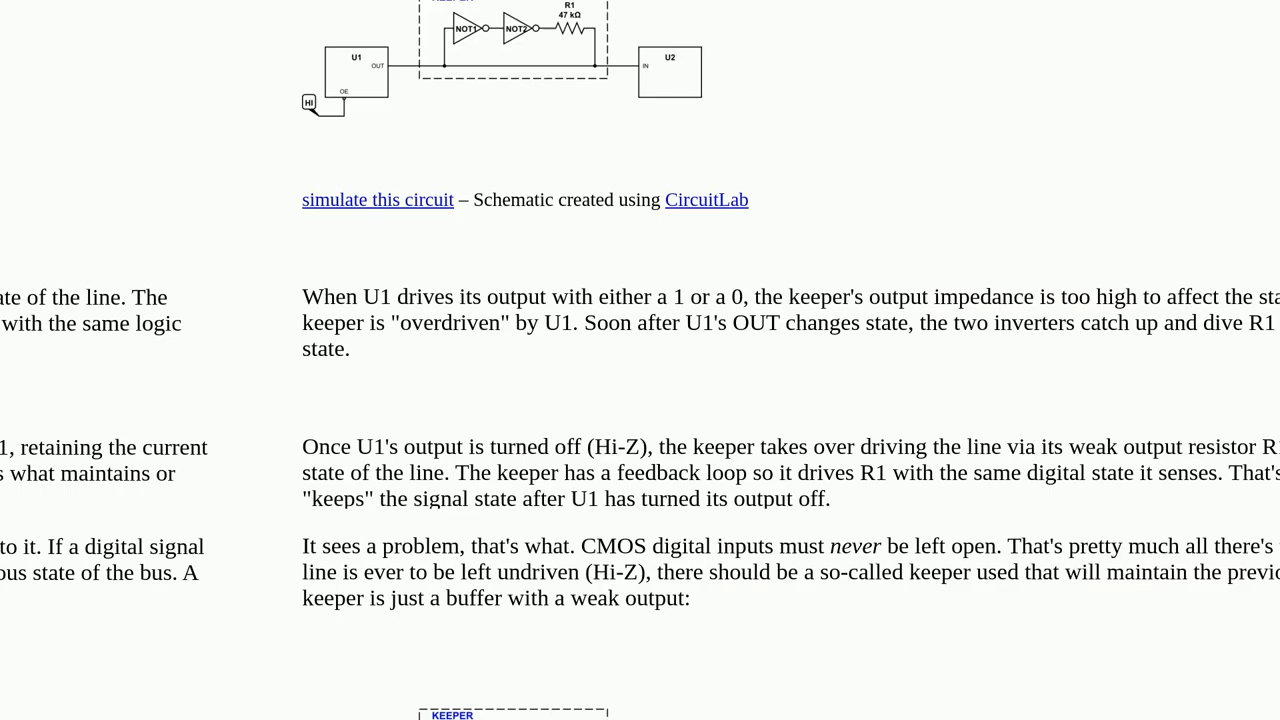 R1
47 kΩ
NOT1
NOT2
U1
OUT
OE
HI
U2
IN
simulate this circuit – Schematic created using CircuitLab
ate of the line. The
with the same logic
When U1 drives its output with either a 1 or a 0, the keeper's output impedance is too high to affect the sta
keeper is "overdriven" by U1. Soon after U1's OUT changes state, the two inverters catch up and dive R1
state.
1, retaining the current
s what maintains or
Once U1's output is turned off (Hi-Z), the keeper takes over driving the line via its weak output resistor R1
state of the line. The keeper has a feedback loop so it drives R1 with the same digital state it senses. That's
"keeps" the signal state after U1 has turned its output off.
to it. If a digital signal
ous state of the bus. A
It sees a problem, that's what. CMOS digital inputs must never be left open. That's pretty much all there's
line is ever to be left undriven (Hi-Z), there should be a so-called keeper used that will maintain the previo
keeper is just a buffer with a weak output:
KEEPER